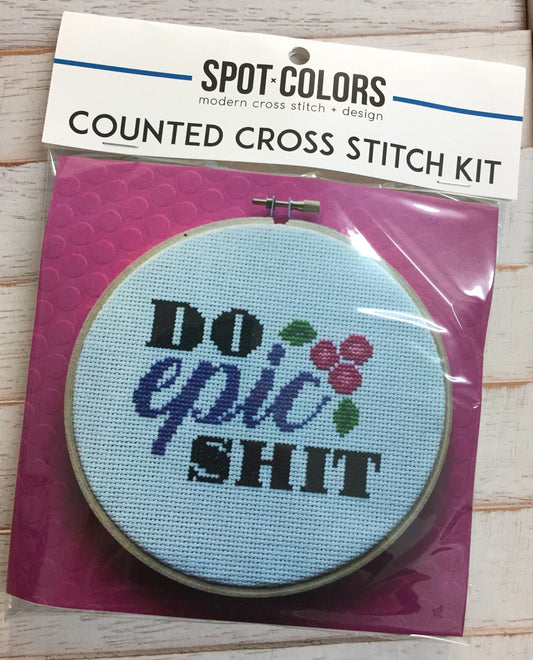 SPOT×COLORS
modern cross stitch + design
COUNTED CROSS STITCH KIT
DO
epic
SHIT